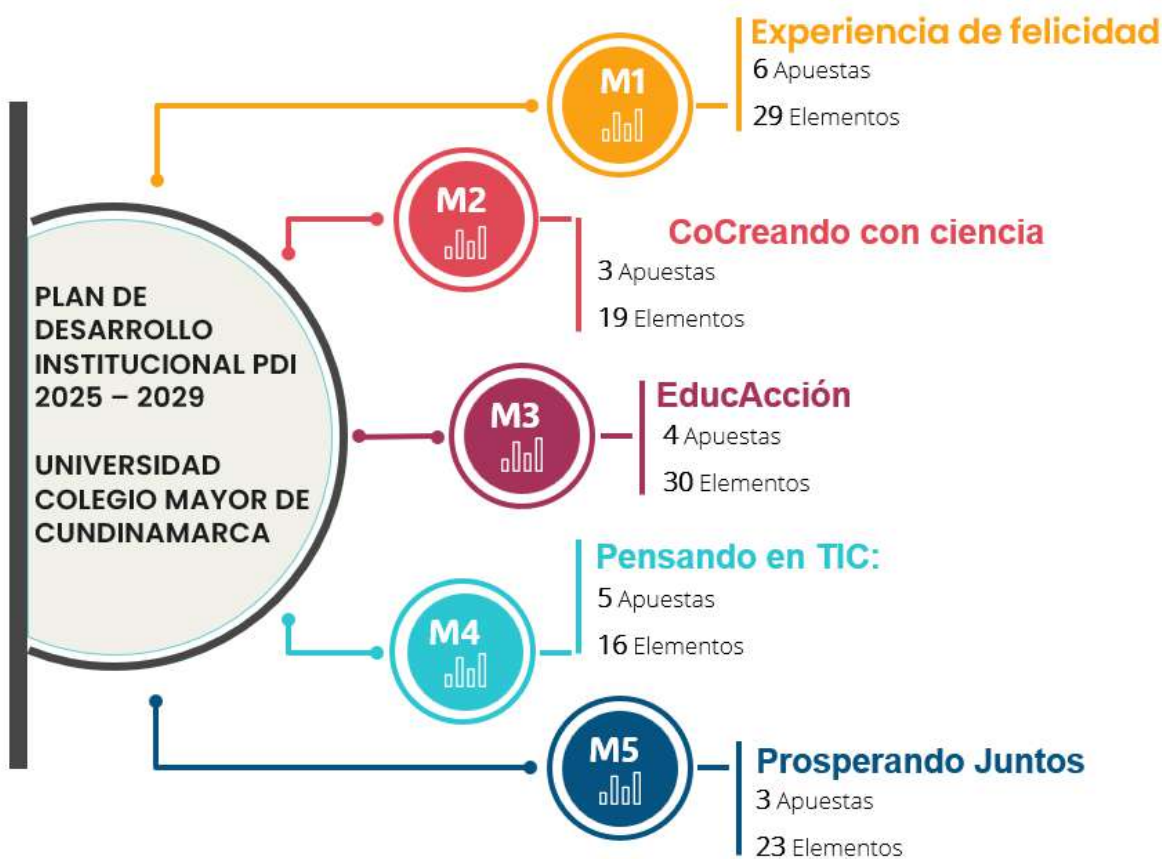 PLAN DE
DESARROLLO
INSTITUCIONAL PDI
2025 – 2029
UNIVERSIDAD
COLEGIO MAYOR DE
CUNDINAMARCA
M1
Experiencia de felicidad
6 Apuestas
29 Elementos
M2
CoCreando con ciencia
3 Apuestas
19 Elementos
M3
EducAcción
4 Apuestas
30 Elementos
M4
Pensando en TIC:
5 Apuestas
16 Elementos
M5
Prosperando Juntos
3 Apuestas
23 Elementos